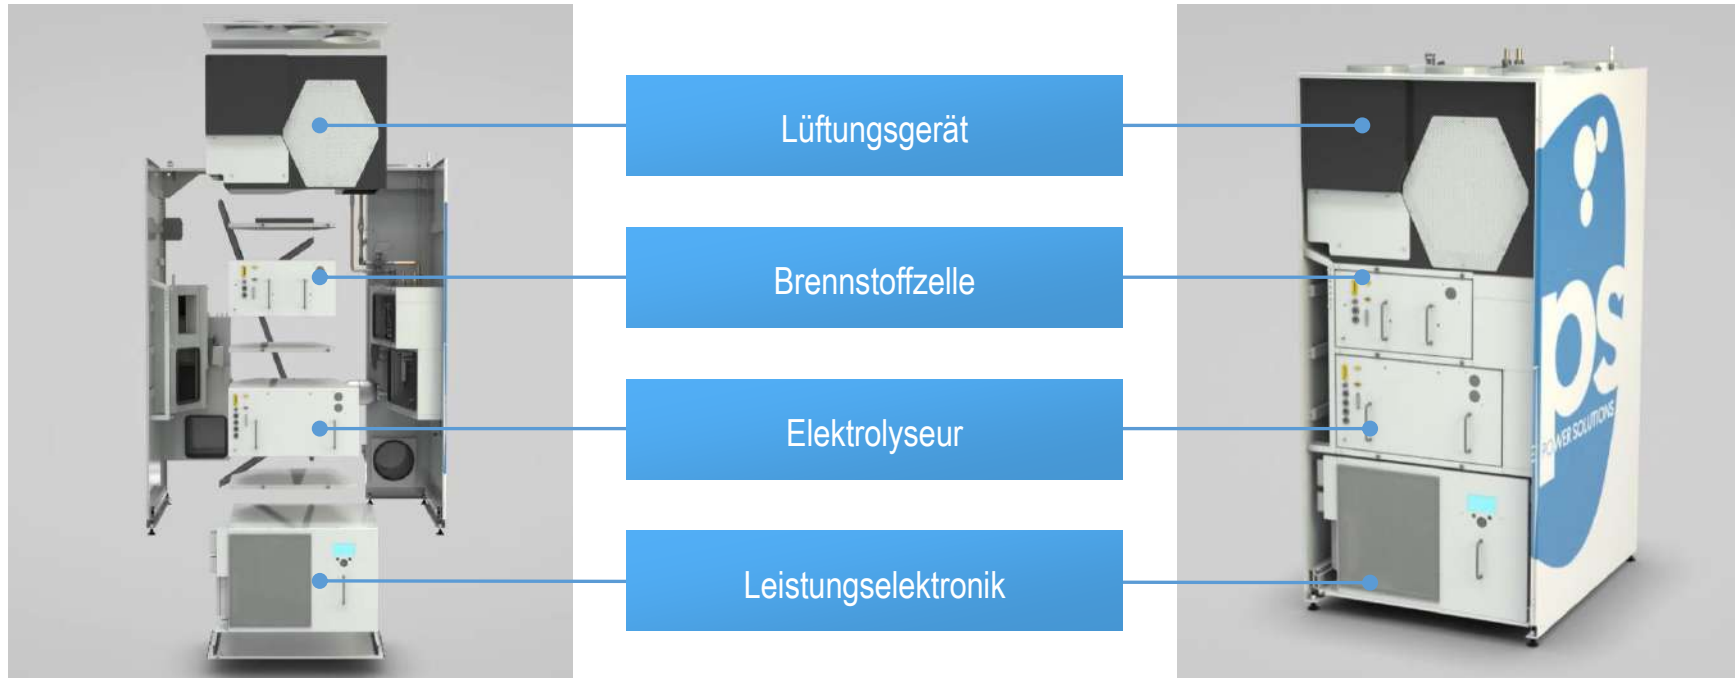 Lüftungsgerät
Brennstoffzelle
Elektrolyseur
Leistungselektronik
ps
POWER SOLUTIONS